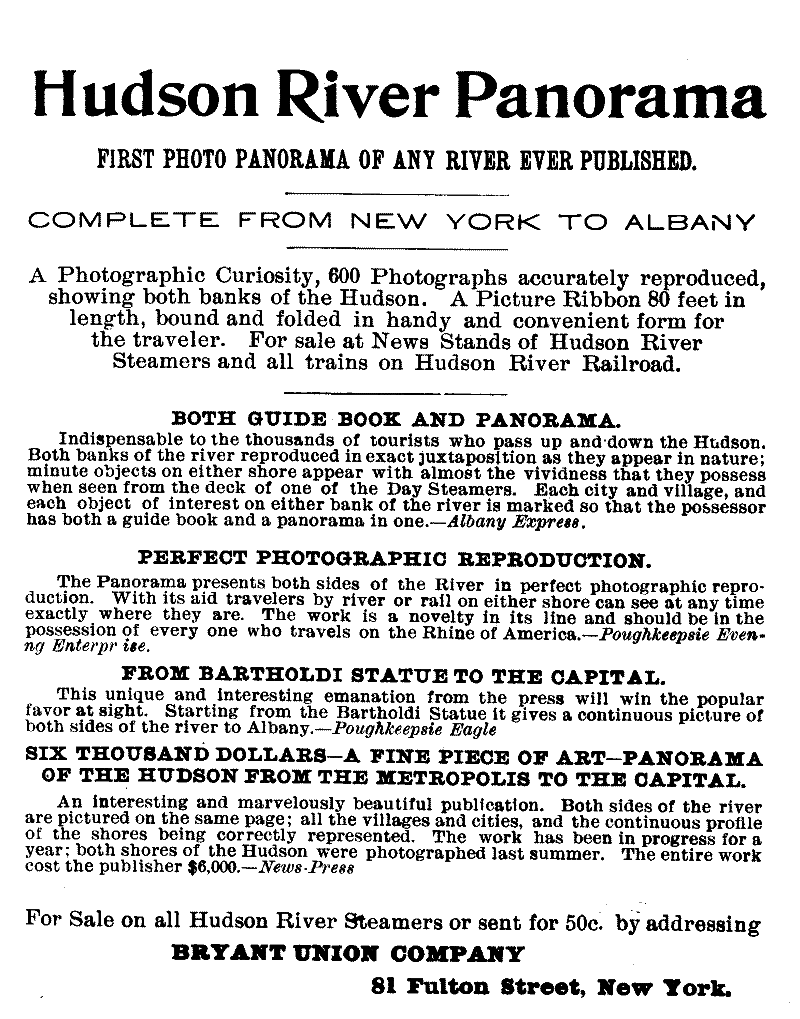 Hudson River Panorama
FIRST PHOTO PANORAMA OF ANY RIVER EVER PUBLISHED.
COMPLETE FROM NEW YORK TO ALBANY
A Photographic Curiosity, 600 Photographs accurately reproduced,
showing both banks of the Hudson. A Picture Ribbon 80 feet in
length, bound and folded in handy and convenient form for
the traveler. For sale at News Stands of Hudson River
Steamers and all trains on Hudson River Railroad.
BOTH GUIDE BOOK AND PANORAMA.
Indispensable to the thousands of tourists who pass up and down the Hudson.
Both banks of the river reproduced in exact juxtaposition as they appear in nature;
minute objects on either shore appear with almost the vividness that they possess
when seen from the deck of one of the Day Steamers. Each city and village, and
each object of interest on either bank of the river is marked so that the possessor
has both a guide book and a panorama in one.—Albany Express.
PERFECT PHOTOGRAPHIC REPRODUCTION.
The Panorama presents both sides of the River in perfect photographic repro-
duction. With its aid travelers by river or rail on either shore can see at any time
exactly where they are. The work is a novelty in its line and should be in the
possession of every one who travels on the Rhine of America.—Poughkeepsie Even-
ng Enterpr ise.
FROM BARTHOLDI STATUE TO THE CAPITAL.
This unique and interesting emanation from the press will win the popular
favor at sight. Starting from the Bartholdi Statue it gives a continuous picture of
both sides of the river to Albany.—Poughkeepsie Eagle
SIX THOUSAND DOLLARS—A FINE PIECE OF ART—PANORAMA
OF THE HUDSON FROM THE METROPOLIS TO THE CAPITAL.
An interesting and marvelously beautiful publication. Both sides of the river
are pictured on the same page; all the villages and cities, and the continuous profile
of the shores being correctly represented. The work has been in progress for a
year; both shores of the Hudson were photographed last summer. The entire work
cost the publisher $6,000.—News-Press
For Sale on all Hudson River Steamers or sent for 50c. by addressing
BRYANT UNION COMPANY
81 Fulton Street, New York.